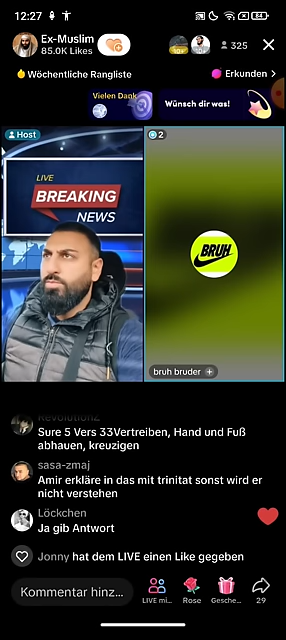 12:27
84
Ex-Muslim
85.0K Likes
325
Wöchentliche Rangliste
Erkunden
Vielen Dank
Wünsch dir was!
Host
2
LIVE
BREAKING
NEWS
BRUH
bruh bruder
Sure 5 Vers 33Vertreiben, Hand und Fuß
abhauen, kreuzigen
sasa-zmaj
Amir erkläre in das mit trinitat sonst wird er
nicht verstehen
Löckchen
Ja gib Antwort
Jonny hat dem LIVE einen Like gegeben
Kommentar hinz...
LIVE mi...
Rose
Gesche...
29